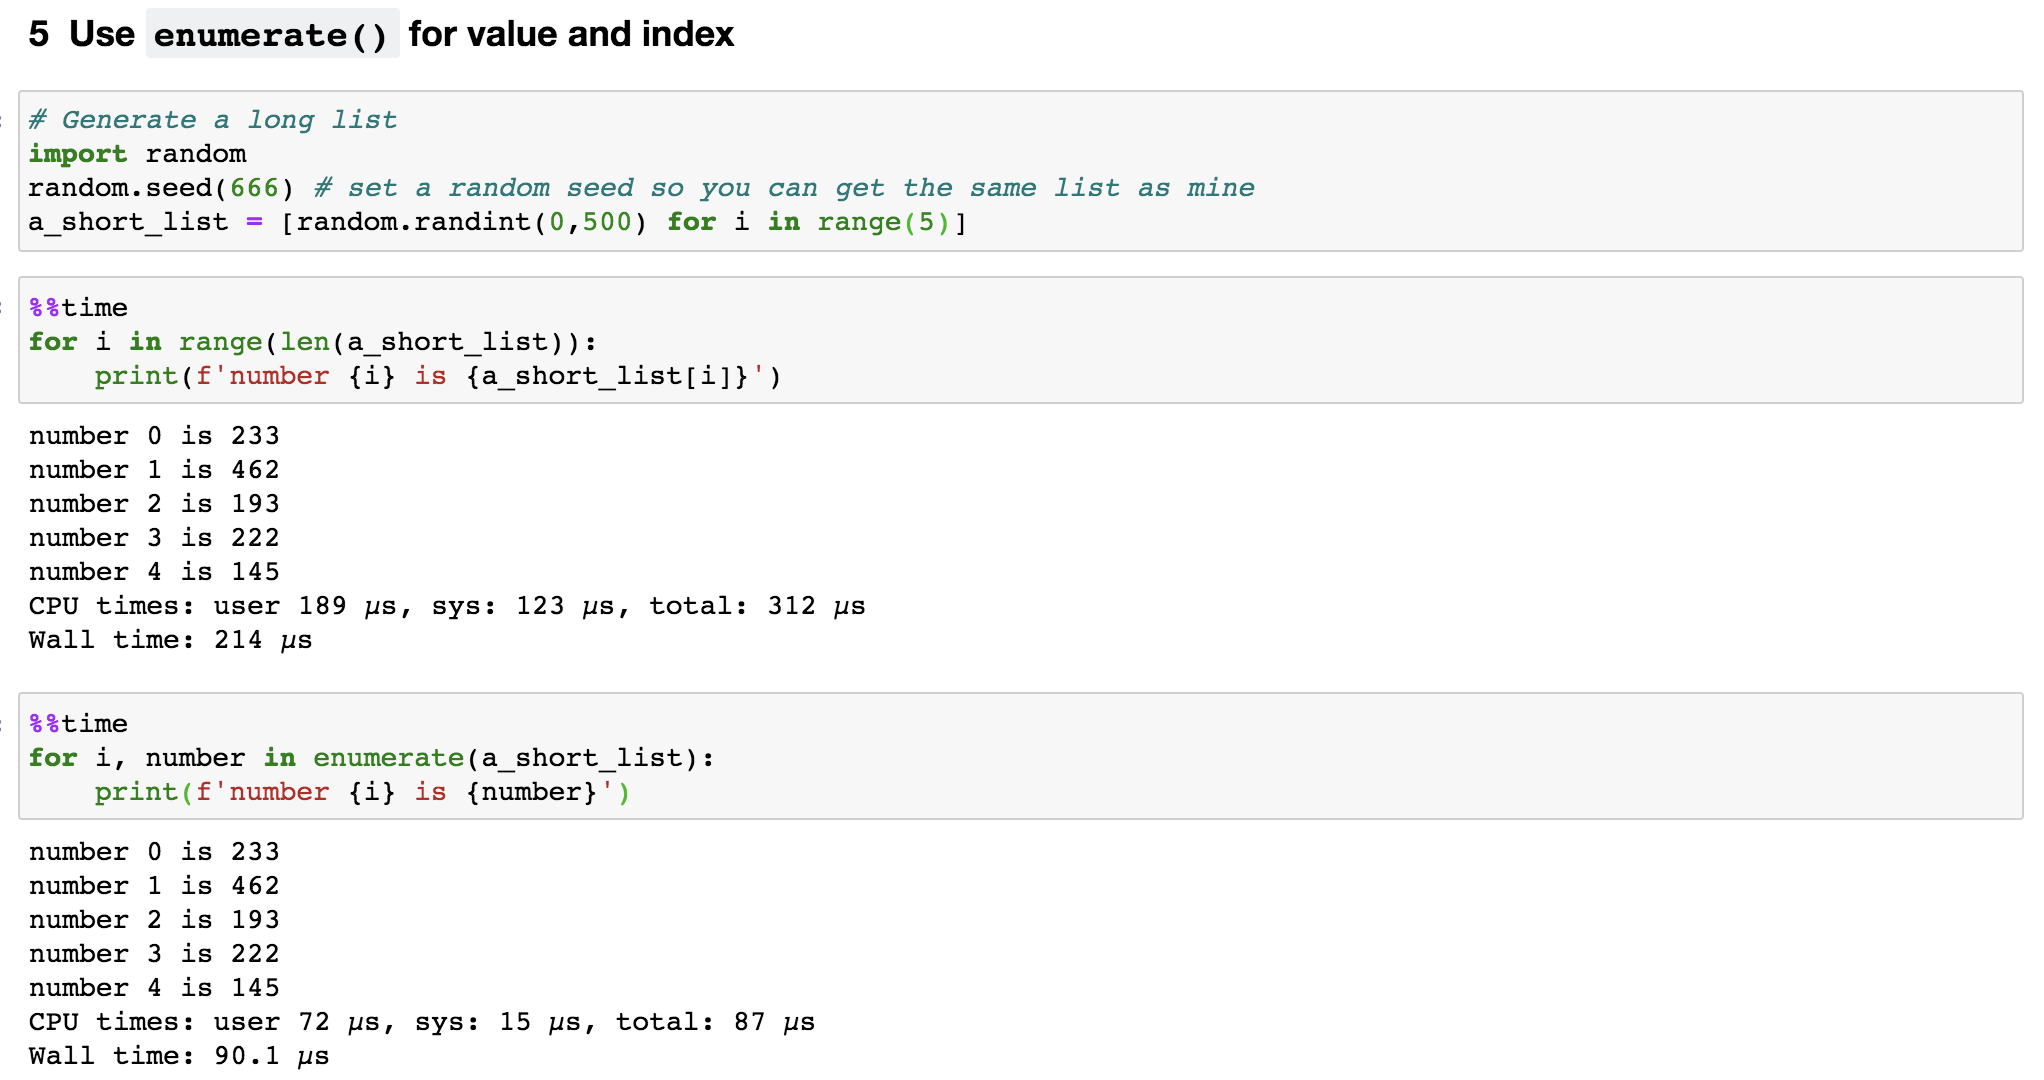 5 Use enumerate() for value and index
# Generate a long list
import random
random.seed(666) # set a random seed so you can get the same list as mine
a_short_list = [random.randint(0,500) for i in range(5)]
%%time
for i in range(len(a_short_list)):
    print(f'number {i} is {a_short_list[i]}')
number 0 is 233
number 1 is 462
number 2 is 193
number 3 is 222
number 4 is 145
CPU times: user 189 µs, sys: 123 µs, total: 312 µs
Wall time: 214 µs
%%time
for i, number in enumerate(a_short_list):
    print(f'number {i} is {number}')
number 0 is 233
number 1 is 462
number 2 is 193
number 3 is 222
number 4 is 145
CPU times: user 72 µs, sys: 15 µs, total: 87 µs
Wall time: 90.1 µs